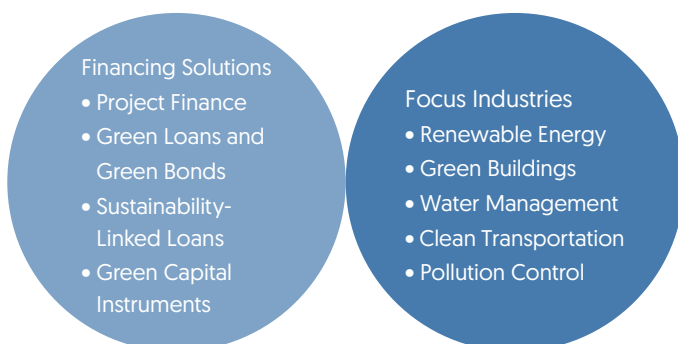 Financing Solutions
• Project Finance
• Green Loans and
Green Bonds
• Sustainability-
Linked Loans
• Green Capital
Instruments
Focus Industries
• Renewable Energy
• Green Buildings
• Water Management
• Clean Transportation
• Pollution Control